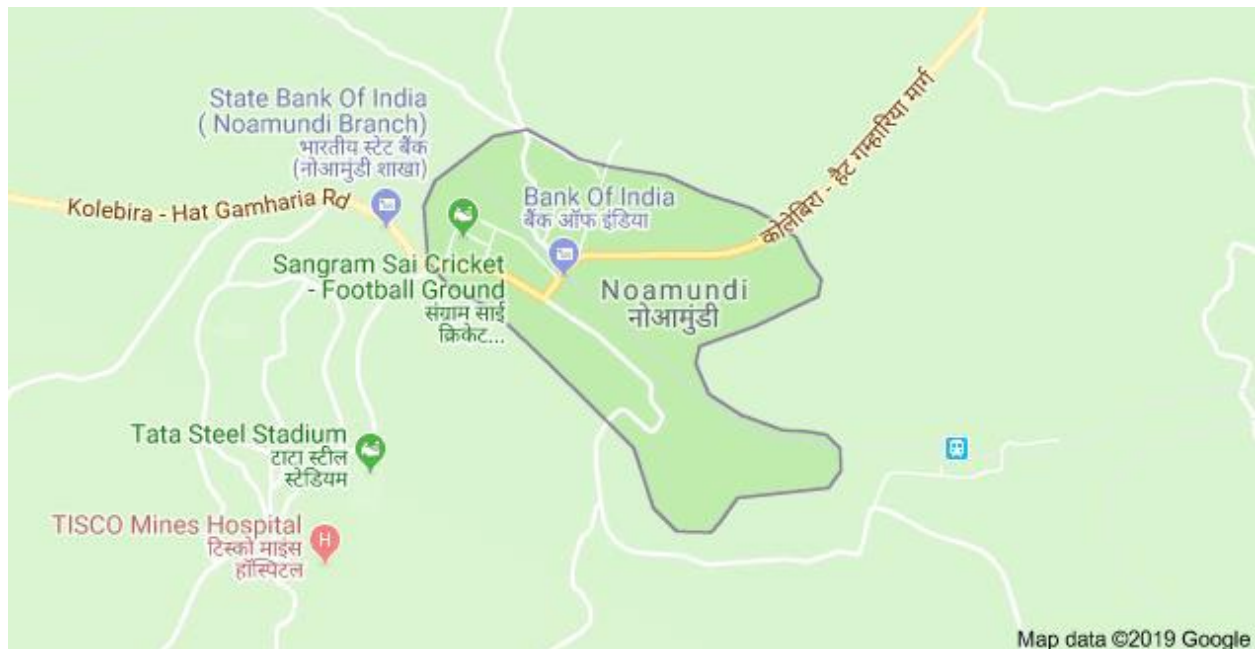 State Bank Of India
( Noamundi Branch)
भारतीय स्टेट बैंक
(नोआमुंडी शाखा)
Kolebira - Hat Gamharia Rd
कोलेबिरा - हैट गम्हारिया मार्ग
Bank Of India
बैंक ऑफ इंडिया
Sangram Sai Cricket
- Football Ground
संग्राम साई
क्रिकेट...
Noamundi
नोआमुंडी
Tata Steel Stadium
टाटा स्टील
स्टेडियम
TISCO Mines Hospital
टिस्को माइंस
हॉस्पिटल
H
Map data ©2019 Google